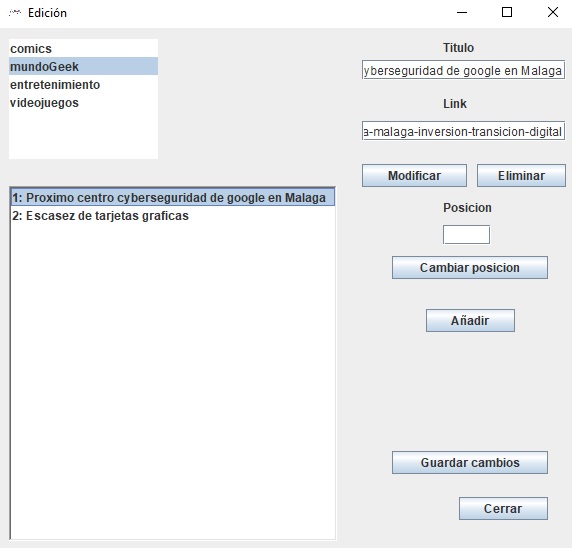 Edición
comics
mundoGeek
entretenimiento
videojuegos
1: Proximo centro cyberseguridad de google en Malaga
2: Escasez de tarjetas graficas
Titulo
yberseguridad de google en Malaga
Link
a-malaga-inversion-transicion-digital
Modificar
Eliminar
Posicion
Cambiar posicion
Añadir
Guardar cambios
Cerrar